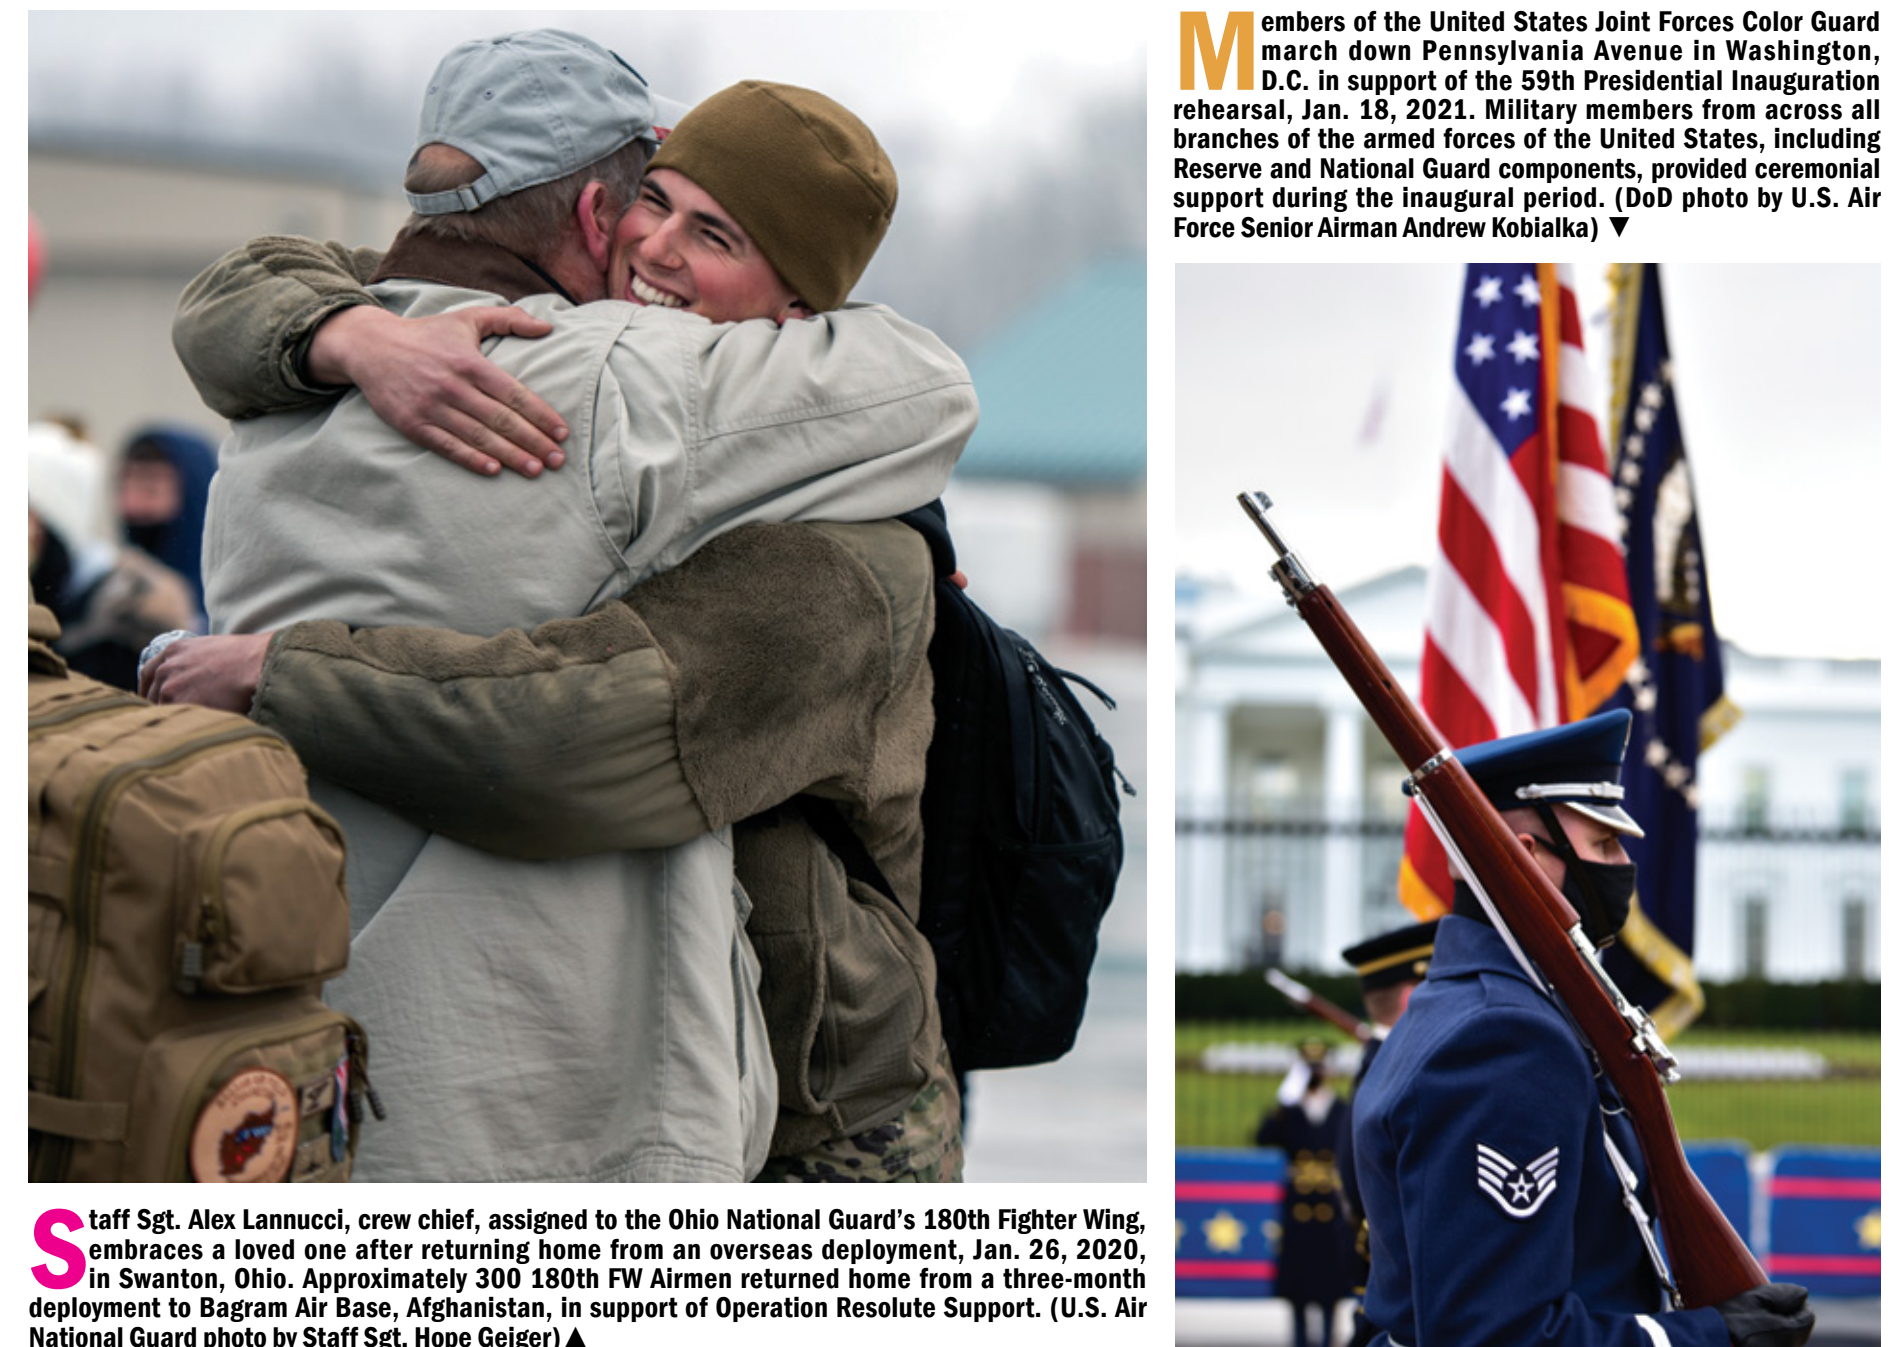 Members of the United States Joint Forces Color Guard
march down Pennsylvania Avenue in Washington,
D.C. in support of the 59th Presidential Inauguration
rehearsal, Jan. 18, 2021. Military members from across all
branches of the armed forces of the United States, including
Reserve and National Guard components, provided ceremonial
support during the inaugural period. (DoD photo by U.S. Air
Force Senior Airman Andrew Kobialka) ▼
Staff Sgt. Alex Lannucci, crew chief, assigned to the Ohio National Guard’s 180th Fighter Wing,
embraces a loved one after returning home from an overseas deployment, Jan. 26, 2020,
in Swanton, Ohio. Approximately 300 180th FW Airmen returned home from a three-month
deployment to Bagram Air Base, Afghanistan, in support of Operation Resolute Support. (U.S. Air
National Guard photo by Staff Sgt. Hope Geiger) ▲